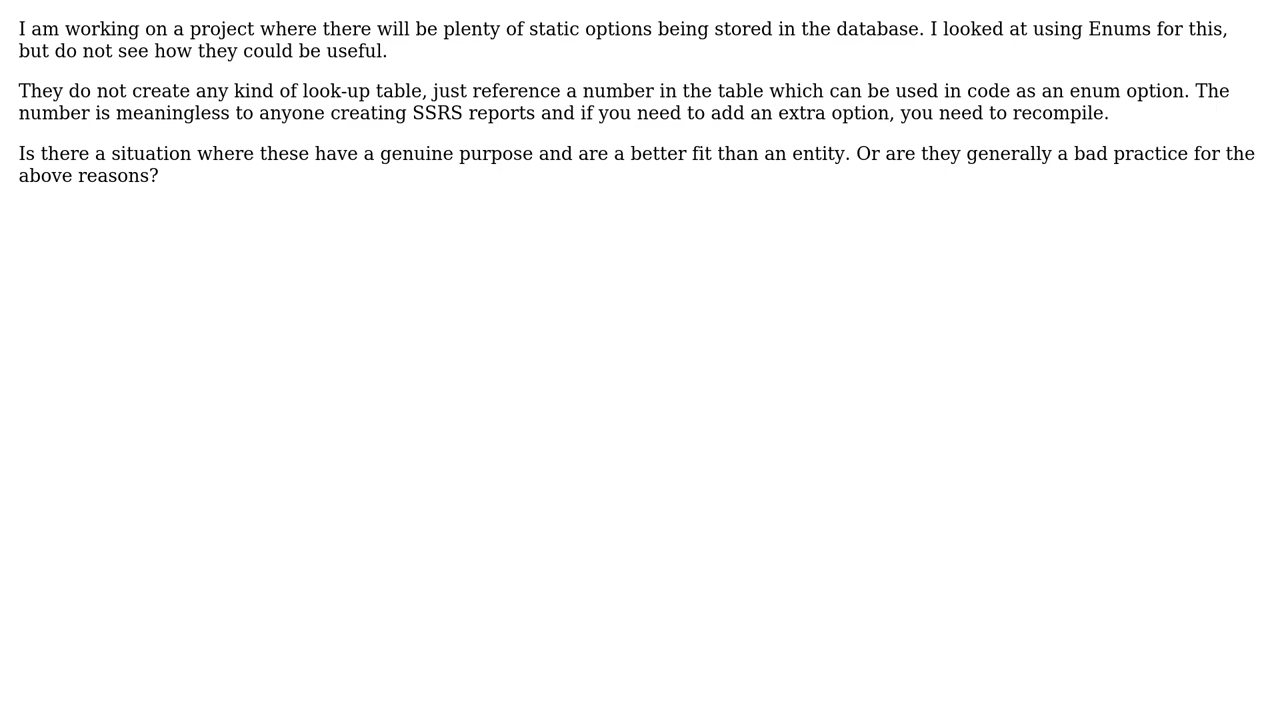 I am working on a project where there will be plenty of static options being stored in the database. I looked at using Enums for this,
but do not see how they could be useful.
They do not create any kind of look-up table, just reference a number in the table which can be used in code as an enum option. The
number is meaningless to anyone creating SSRS reports and if you need to add an extra option, you need to recompile.
Is there a situation where these have a genuine purpose and are a better fit than an entity. Or are they generally a bad practice for the
above reasons?